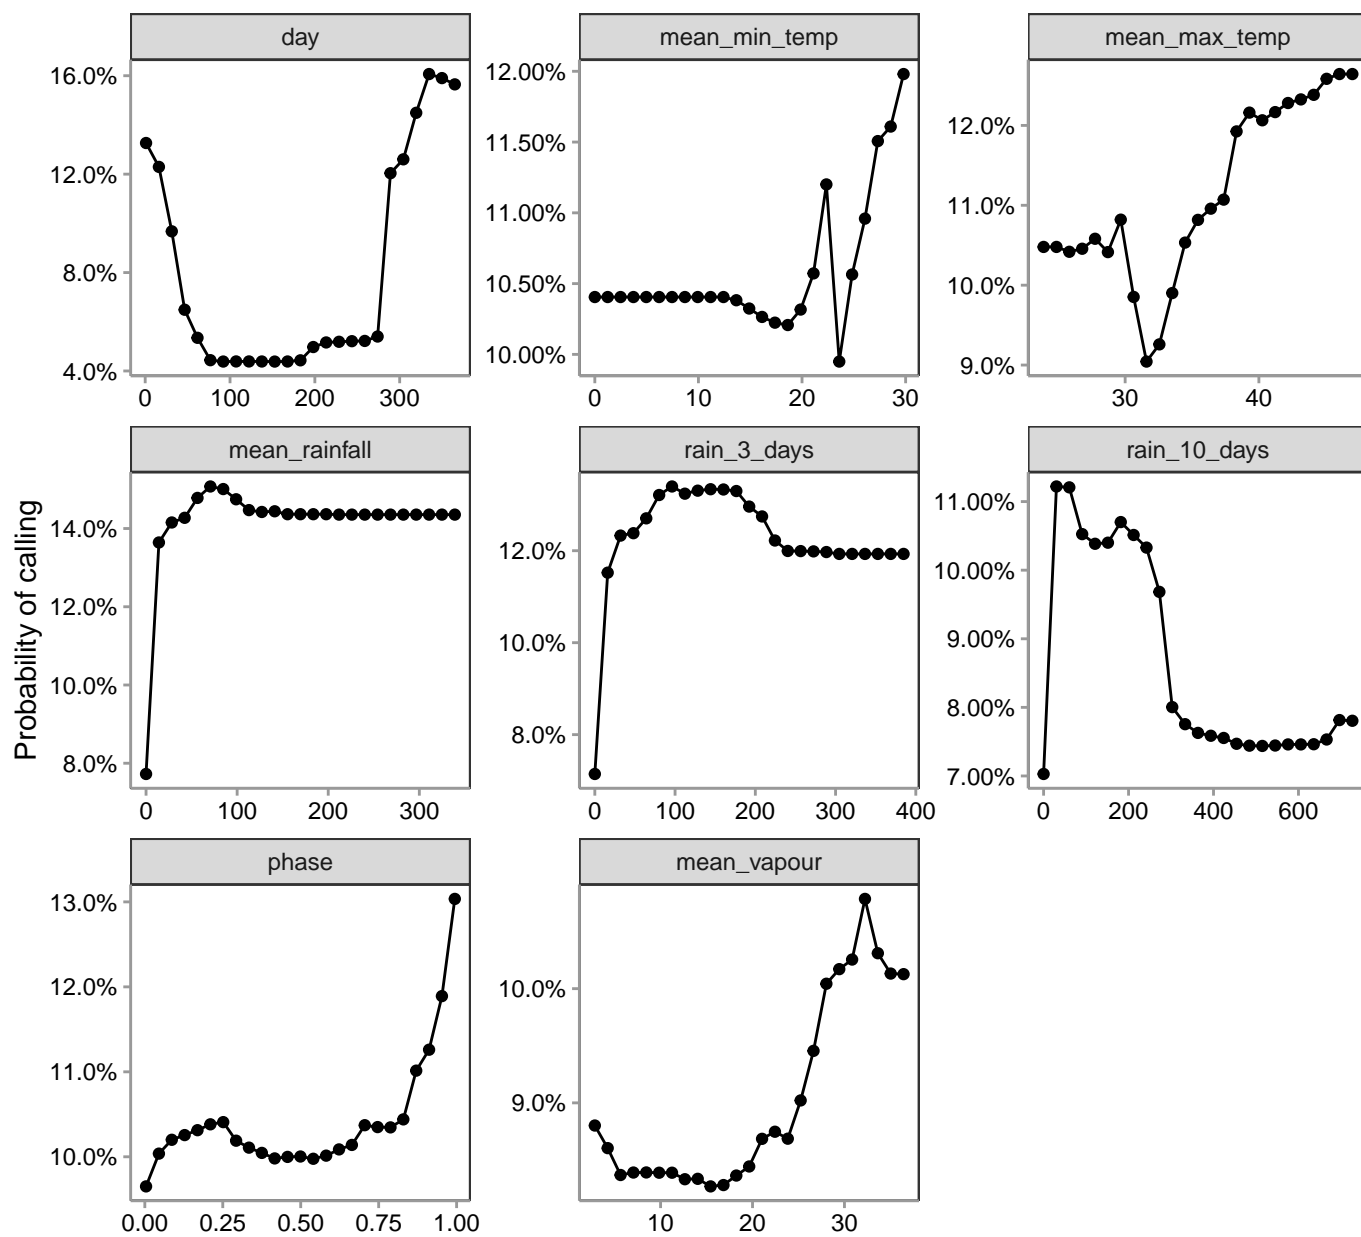 day
mean_min_temp
mean_max_temp
16.0%
12.0%
8.0%
4.0%
0 100 200 300
12.00%
11.50%
11.00%
10.50%
10.00%
0 10 20 30
12.0%
11.0%
10.0%
9.0%
30 40
Probability of calling
mean_rainfall
rain_3_days
rain_10_days
14.0%
12.0%
10.0%
8.0%
0 100 200 300
12.0%
10.0%
8.0%
0 100 200 300 400
11.00%
10.00%
9.00%
8.00%
7.00%
0 200 400 600
phase
mean_vapour
13.0%
12.0%
11.0%
10.0%
0.00 0.25 0.50 0.75 1.00
10.0%
9.0%
10 20 30